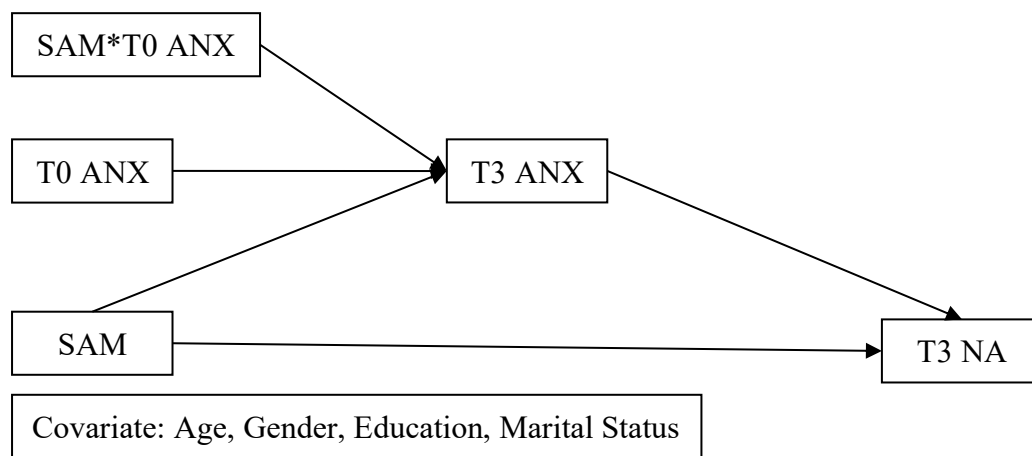 SAM*T0 ANX
T0 ANX
T3 ANX
SAM
T3 NA
Covariate: Age, Gender, Education, Marital Status